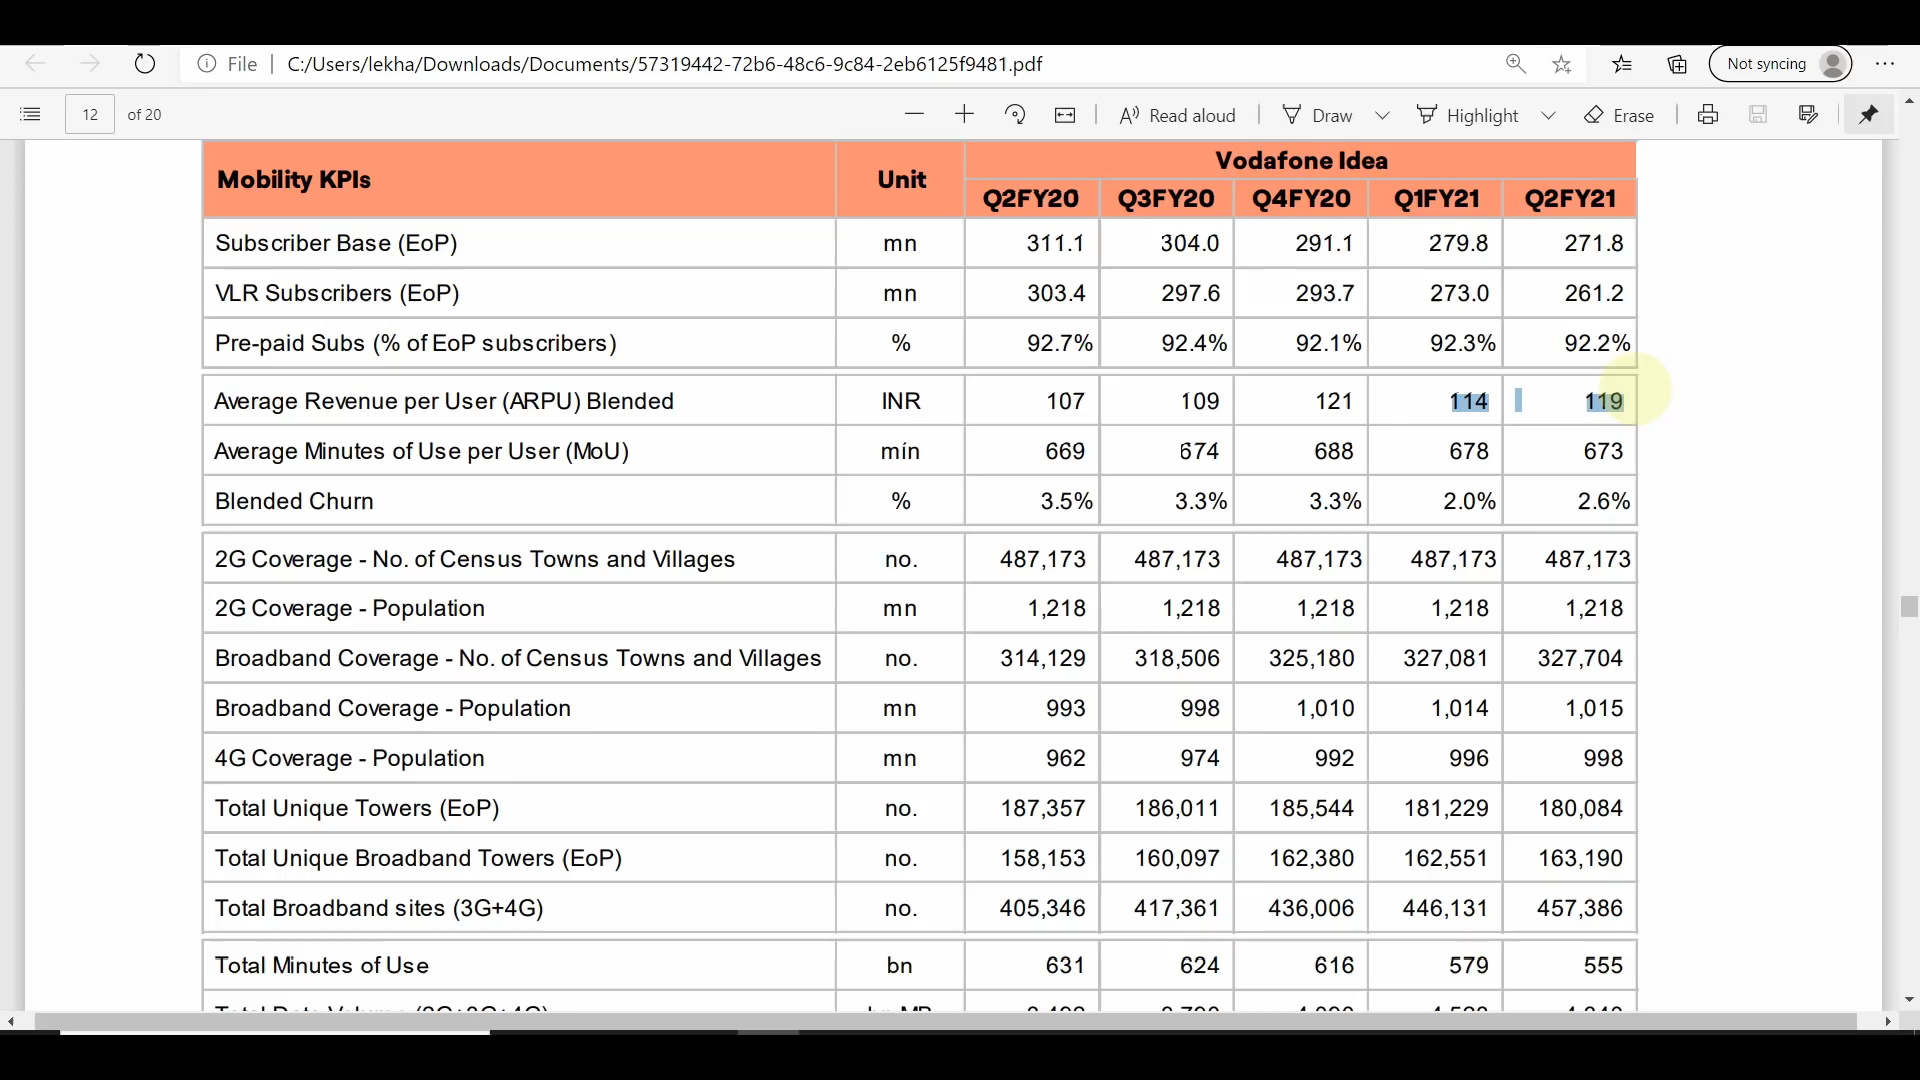 File | C:/Users/lekha/Downloads/Documents/57319442-72b6-48c6-9c84-2eb6125f9481.pdf Not syncing
12 of 20 Read aloud Draw Highlight Erase
Mobility KPIs Unit Vodafone Idea
Q2FY20 Q3FY20 Q4FY20 Q1FY21 Q2FY21
Subscriber Base (EoP) mn 311.1 304.0 291.1 279.8 271.8
VLR Subscribers (EoP) mn 303.4 297.6 293.7 273.0 261.2
Pre-paid Subs (% of EoP subscribers) % 92.7% 92.4% 92.1% 92.3% 92.2%
Average Revenue per User (ARPU) Blended INR 107 109 121 114 119
Average Minutes of Use per User (MoU) min 669 674 688 678 673
Blended Churn % 3.5% 3.3% 3.3% 2.0% 2.6%
2G Coverage - No. of Census Towns and Villages no. 487,173 487,173 487,173 487,173 487,173
2G Coverage - Population mn 1,218 1,218 1,218 1,218 1,218
Broadband Coverage - No. of Census Towns and Villages no. 314,129 318,506 325,180 327,081 327,704
Broadband Coverage - Population mn 993 998 1,010 1,014 1,015
4G Coverage - Population mn 962 974 992 996 998
Total Unique Towers (EoP) no. 187,357 186,011 185,544 181,229 180,084
Total Unique Broadband Towers (EoP) no. 158,153 160,097 162,380 162,551 163,190
Total Broadband sites (3G+4G) no. 405,346 417,361 436,006 446,131 457,386
Total Minutes of Use bn 631 624 616 579 555